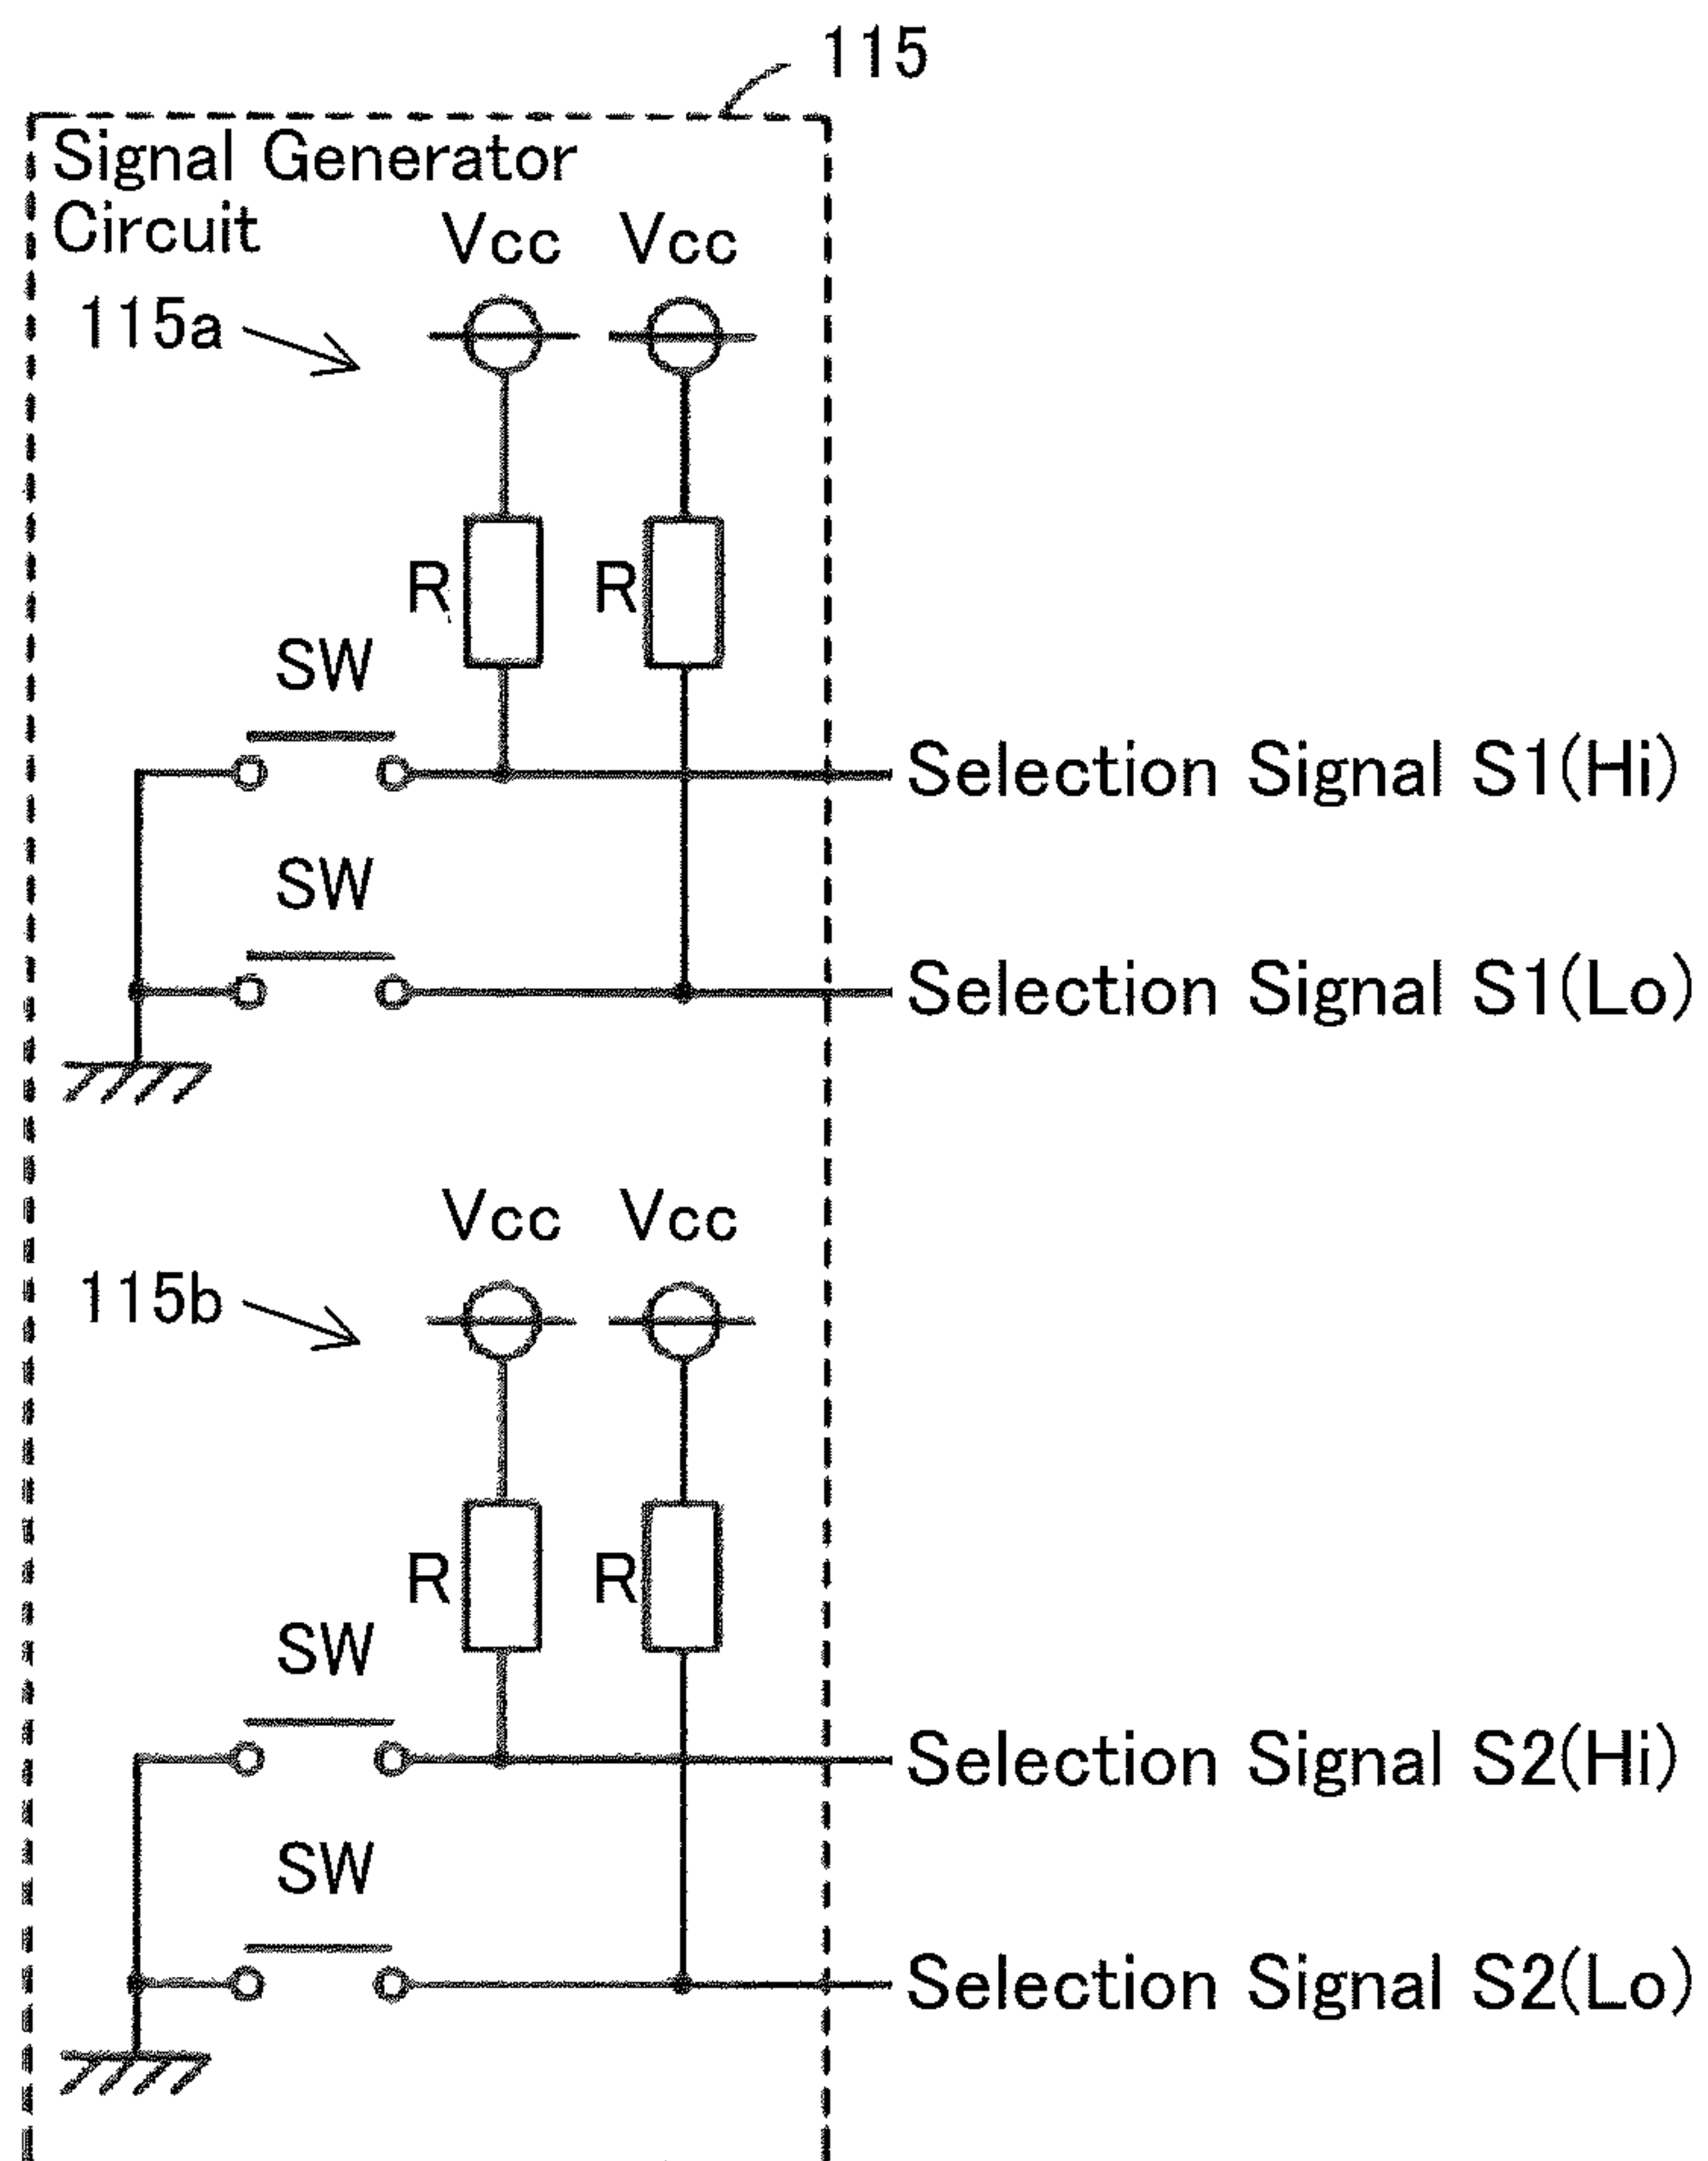 115
Signal Generator
Circuit
Vcc Vcc
115a
R R
SW
Selection Signal S1(Hi)
SW
Selection Signal S1(Lo)
Vcc Vcc
115b
R R
SW
Selection Signal S2(Hi)
SW
Selection Signal S2(Lo)